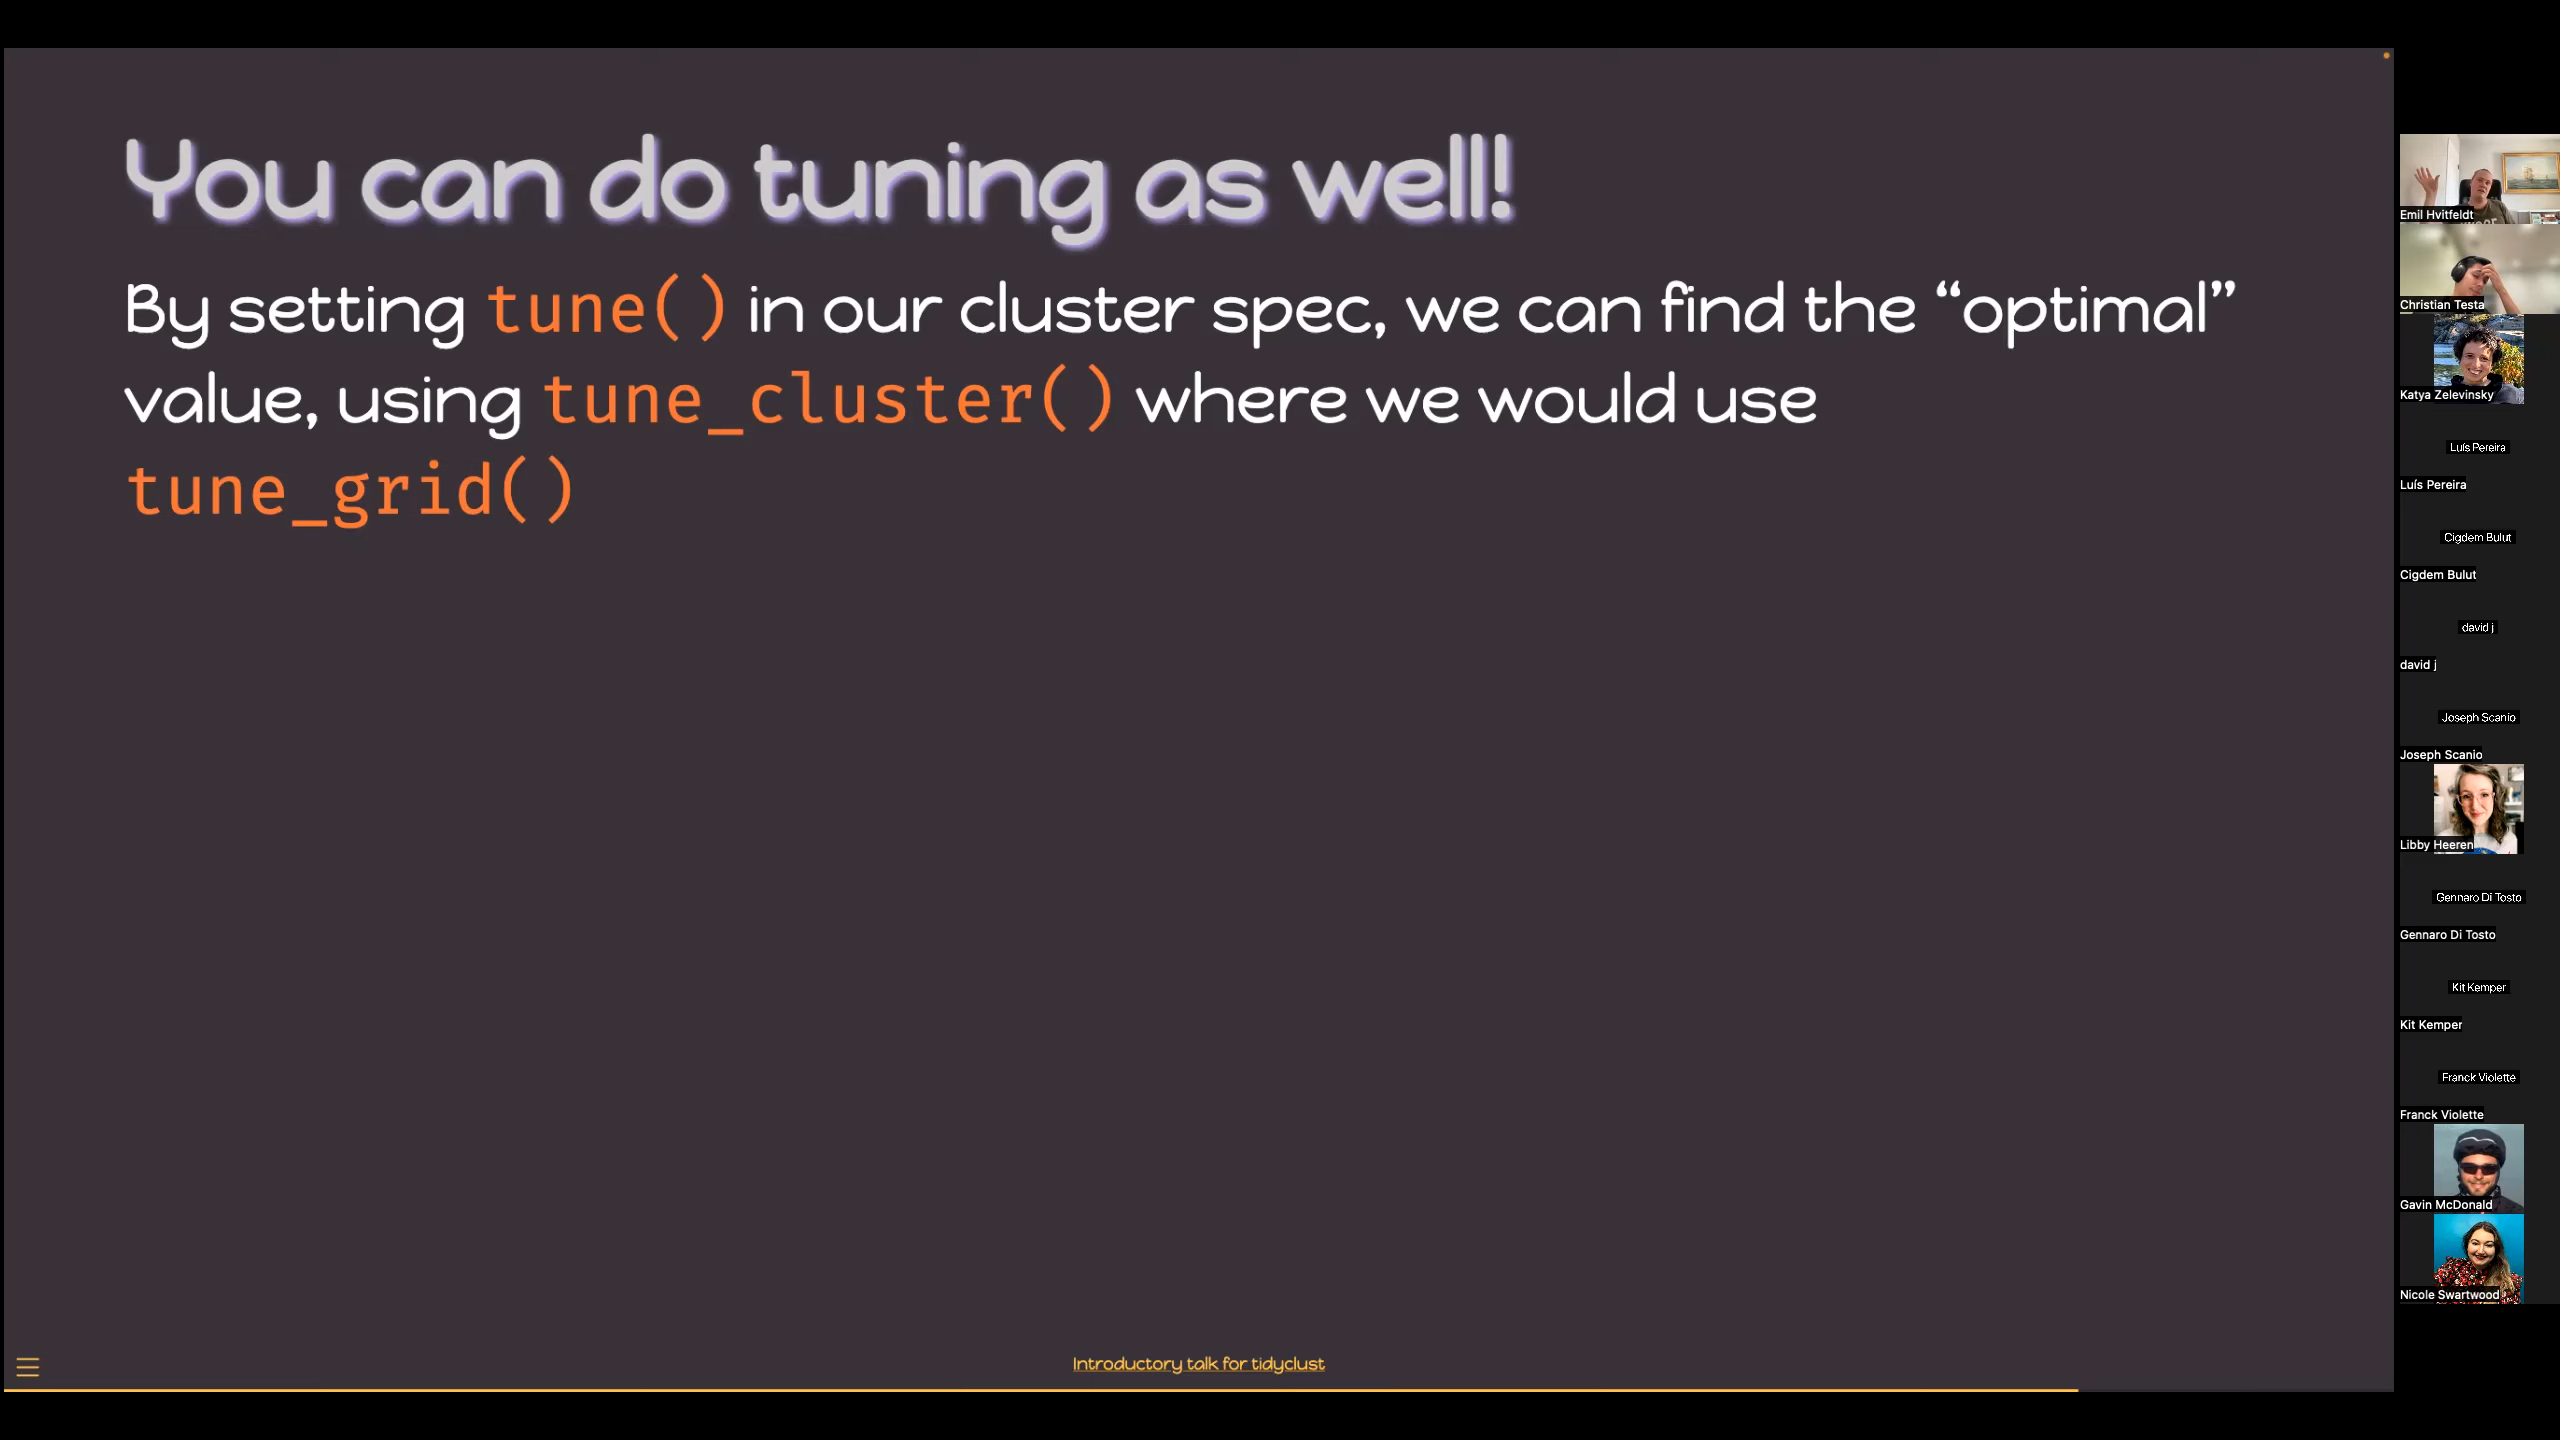 You can do tuning as well!
By setting tune() in our cluster spec, we can find the “optimal”
value, using tune_cluster() where we would use
tune_grid()
Introductory talk for tidyclust
Emil Hvitfeldt
Christian Testa
Katya Zelevinsky
Luís Pereira
Luís Pereira
Cigdem Bulut
Cigdem Bulut
david j
david j
Joseph Scanio
Joseph Scanio
Libby Heeren
Gennaro Di Tosto
Gennaro Di Tosto
Kit Kemper
Kit Kemper
Franck Violette
Franck Violette
Gavin McDonald
Nicole Swartwood